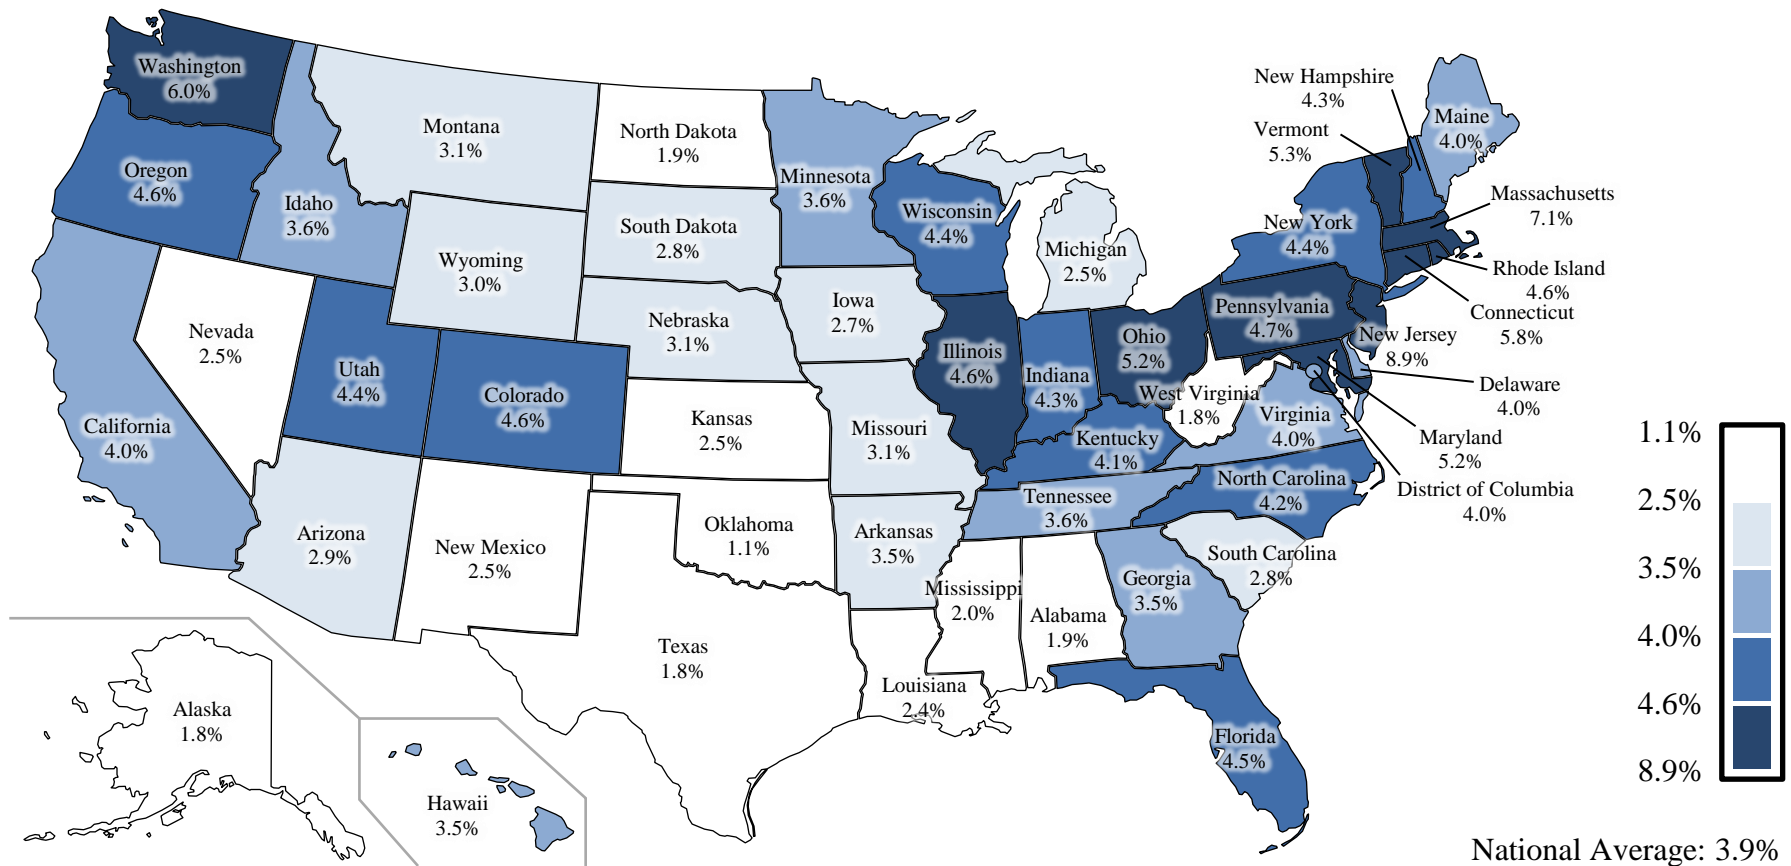 Washington
6.0%
Oregon
4.6%
California
4.0%
Nevada
2.5%
Idaho
3.6%
Montana
3.1%
Wyoming
3.0%
Utah
4.4%
Colorado
4.6%
Arizona
2.9%
New Mexico
2.5%
North Dakota
1.9%
South Dakota
2.8%
Nebraska
3.1%
Kansas
2.5%
Oklahoma
1.1%
Texas
1.8%
Minnesota
3.6%
Iowa
2.7%
Missouri
3.1%
Arkansas
3.5%
Louisiana
2.4%
Wisconsin
4.4%
Illinois
4.6%
Michigan
2.5%
Indiana
4.3%
Ohio
5.2%
Kentucky
4.1%
Tennessee
3.6%
Mississippi
2.0%
Alabama
1.9%
Georgia
3.5%
Florida
4.5%
South Carolina
2.8%
North Carolina
4.2%
Virginia
4.0%
West Virginia
1.8%
Pennsylvania
4.7%
New York
4.4%
Vermont
5.3%
New Hampshire
4.3%
Maine
4.0%
Massachusetts
7.1%
Rhode Island
4.6%
Connecticut
5.8%
New Jersey
8.9%
Delaware
4.0%
Maryland
5.2%
District of Columbia
4.0%
Alaska
1.8%
Hawaii
3.5%
1.1%
2.5%
3.5%
4.0%
4.6%
8.9%
National Average: 3.9%